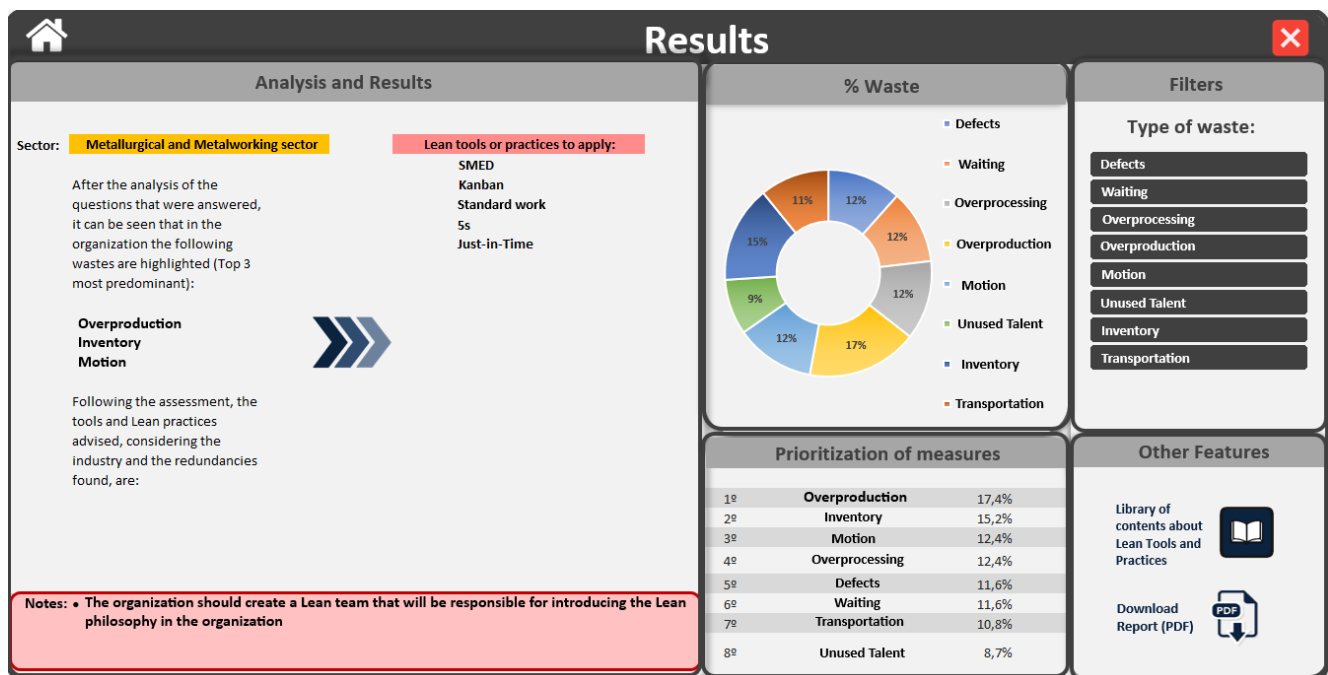 Results
Analysis and Results
Sector:
Metallurgical and Metalworking sector
After the analysis of the
questions that were answered,
it can be seen that in the
organization the following
wastes are highlighted (Top 3
most predominant):
Overproduction
Inventory
Motion
Following the assessment, the
tools and Lean practices
advised, considering the
industry and the redundancies
found, are:
Lean tools or practices to apply:
SMED
Kanban
Standard work
5s
Just-in-Time
Notes: • The organization should create a Lean team that will be responsible for introducing the Lean
philosophy in the organization
% Waste
12%
12%
12%
17%
12%
9%
15%
11%
Defects
Waiting
Overprocessing
Overproduction
Motion
Unused Talent
Inventory
Transportation
Prioritization of measures
1º Overproduction 17,4%
2º Inventory 15,2%
3º Motion 12,4%
4º Overprocessing 12,4%
5º Defects 11,6%
6º Waiting 11,6%
7º Transportation 10,8%
8º Unused Talent 8,7%
Filters
Type of waste:
Defects
Waiting
Overprocessing
Overproduction
Motion
Unused Talent
Inventory
Transportation
Other Features
Library of
contents about
Lean Tools and
Practices
Download
Report (PDF)
PDF